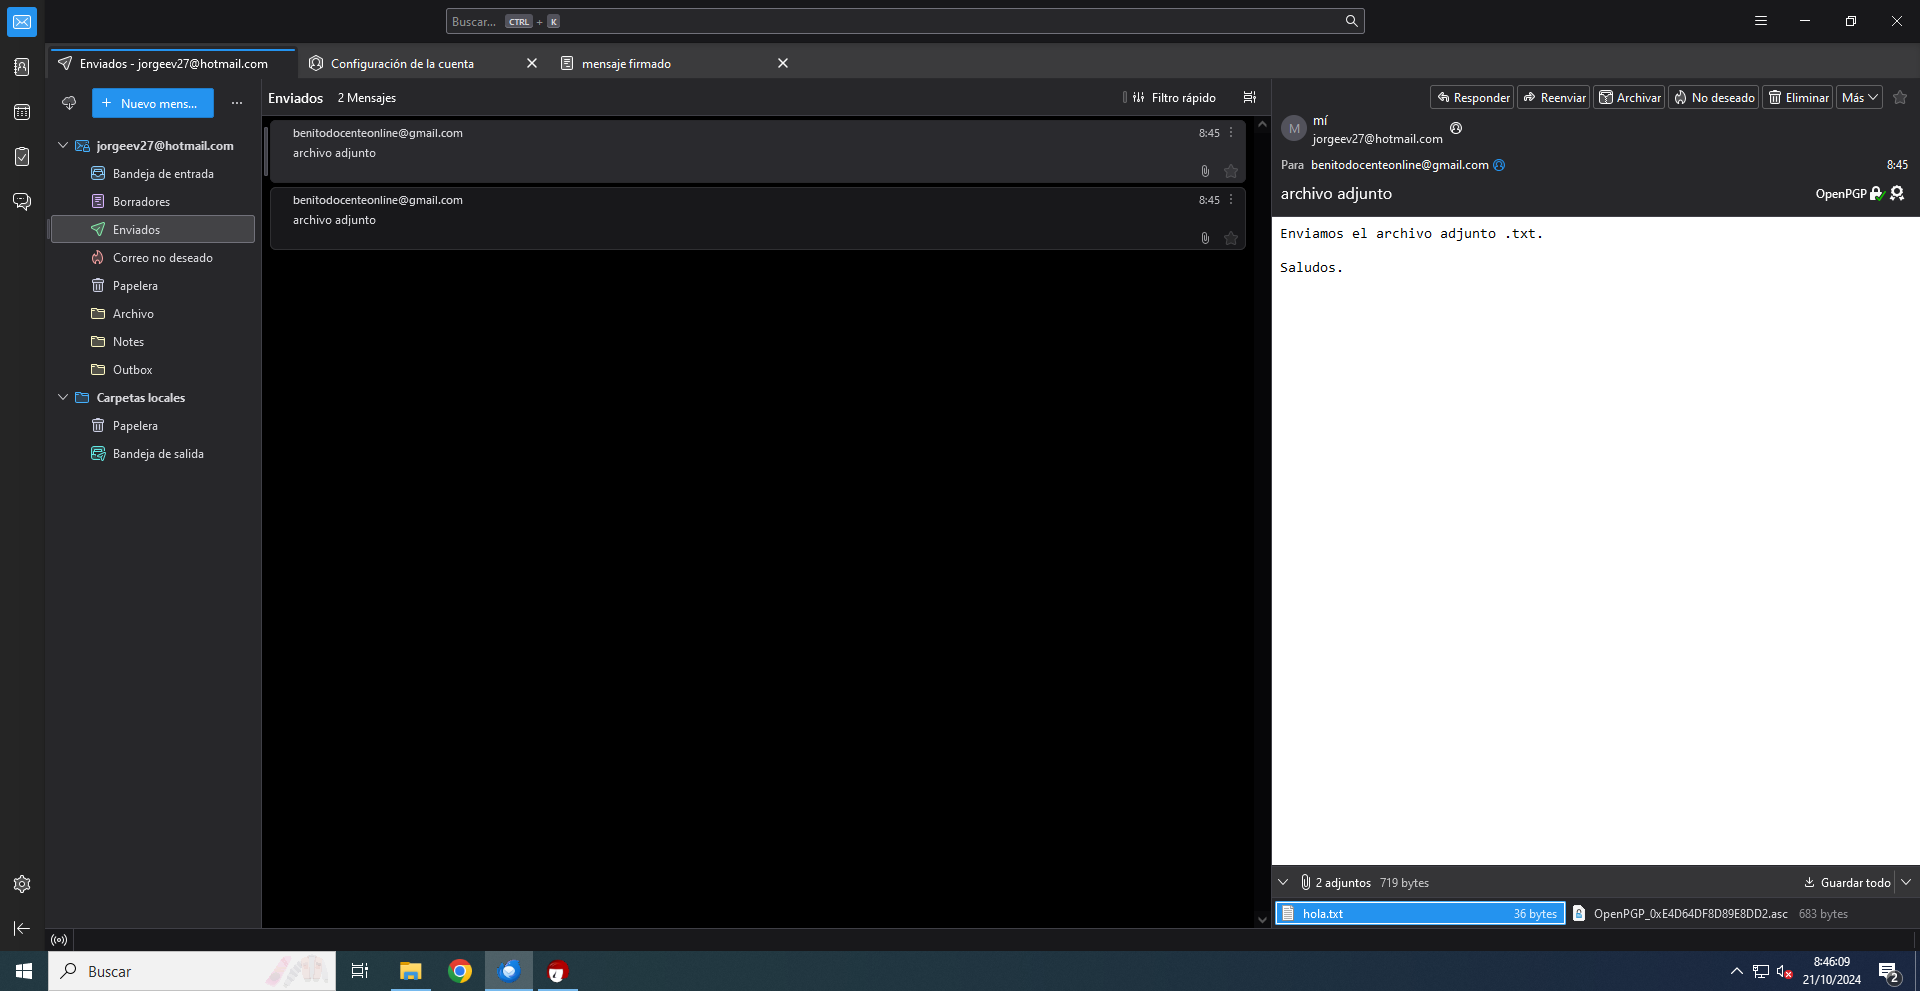 Buscar... CTRL + K
Enviados - jorgeev27@hotmail.com
Configuración de la cuenta
mensaje firmado
Nuevo mens...
jorgeev27@hotmail.com
Bandeja de entrada
Borradores
Enviados
Correo no deseado
Papelera
Archivo
Notes
Outbox
Carpetas locales
Papelera
Bandeja de salida
Enviados 2 Mensajes
Filtro rápido
benitodocenteonline@gmail.com 8:45
archivo adjunto
benitodocenteonline@gmail.com 8:45
archivo adjunto
Responder Reenviar Archivar No deseado Eliminar Más
M
mí
jorgeev27@hotmail.com
Para benitodocenteonline@gmail.com 8:45
archivo adjunto
OpenPGP
Enviamos el archivo adjunto .txt.
Saludos.
2 adjuntos 719 bytes
Guardar todo
hola.txt 36 bytes
OpenPGP_0xE4D64DF8D89E8DD2.asc 683 bytes
Buscar
8:46:09
21/10/2024
2